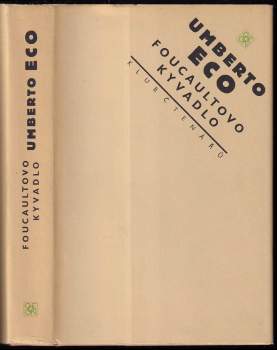 UMBERTO ECO
FOUCAULTOVO
KYVADLO
UMBERTO
ECO
FOUCAULTOVO
KYVADLO
KLUB ČTENÁŘŮ